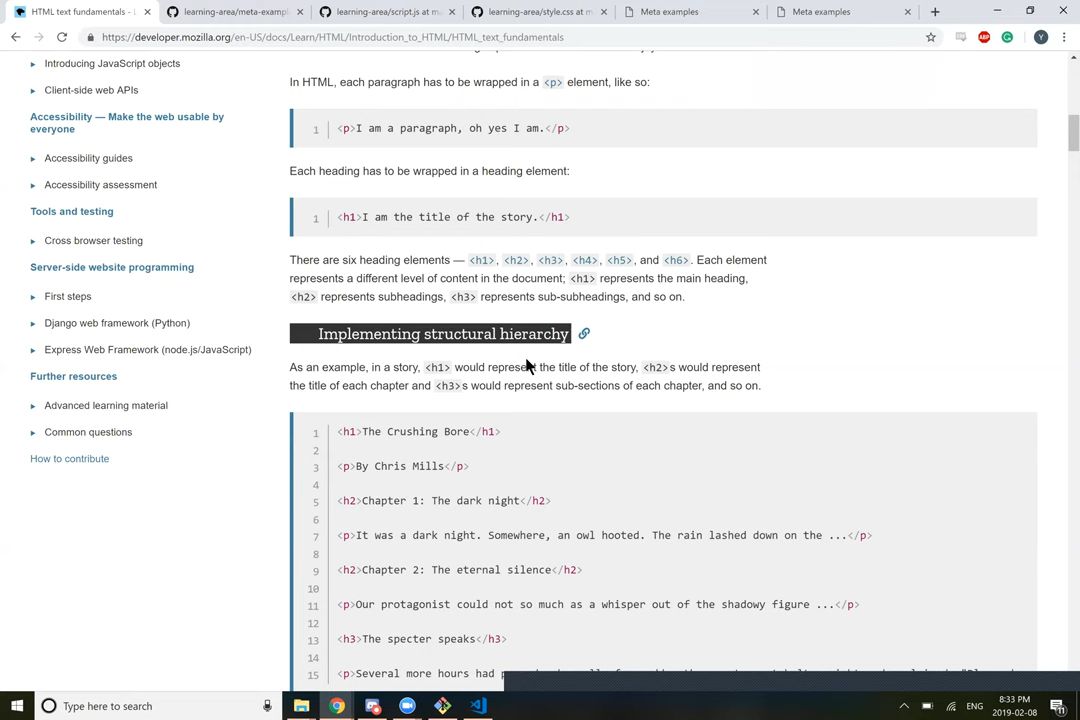 HTML text fundamentals - L
learning-area/meta-exampl
learning-area/script.js at m
learning-area/style.css at m
Meta examples
Meta examples
https://developer.mozilla.org/en-US/docs/Learn/HTML/Introduction_to_HTML/HTML_text_fundamentals
ABP
Y
Introducing JavaScript objects
Client-side web APIs
Accessibility — Make the web usable by
everyone
Accessibility guides
Accessibility assessment
Tools and testing
Cross browser testing
Server-side website programming
First steps
Django web framework (Python)
Express Web Framework (node.js/JavaScript)
Further resources
Advanced learning material
Common questions
How to contribute
In HTML, each paragraph has to be wrapped in a <p> element, like so:
1 <p>I am a paragraph, oh yes I am.</p>
Each heading has to be wrapped in a heading element:
1 <h1>I am the title of the story.</h1>
There are six heading elements — <h1>, <h2>, <h3>, <h4>, <h5>, and <h6>. Each element
represents a different level of content in the document; <h1> represents the main heading,
<h2> represents subheadings, <h3> represents sub-subheadings, and so on.
Implementing structural hierarchy
As an example, in a story, <h1> would represent the title of the story, <h2>s would represent
the title of each chapter and <h3>s would represent sub-sections of each chapter, and so on.
1 <h1>The Crushing Bore</h1>
2
3 <p>By Chris Mills</p>
4
5 <h2>Chapter 1: The dark night</h2>
6
7 <p>It was a dark night. Somewhere, an owl hooted. The rain lashed down on the ...</p>
8
9 <h2>Chapter 2: The eternal silence</h2>
10
11 <p>Our protagonist could not so much as a whisper out of the shadowy figure ...</p>
12
13 <h3>The specter speaks</h3>
14
15 <p>Several more hours had
Type here to search
ENG
8:33 PM
2019-02-08
11